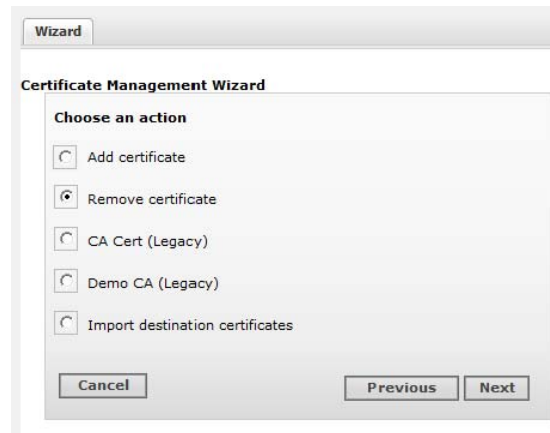 Wizard
Certificate Management Wizard
Choose an action
Add certificate
Remove certificate
CA Cert (Legacy)
Demo CA (Legacy)
Import destination certificates
Cancel Previous Next